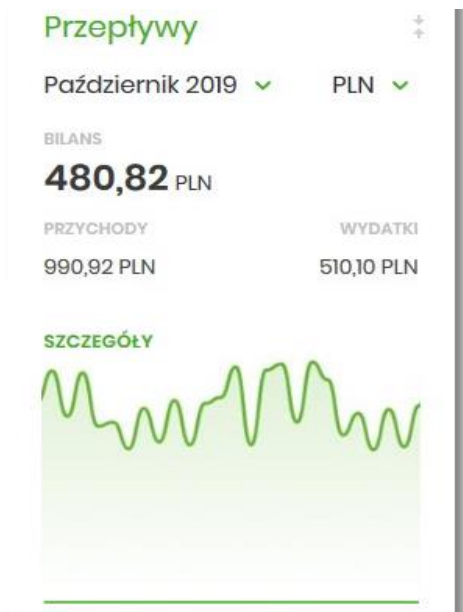 Przepływy
Październik 2019 PLN
BILANS
480,82 PLN
PRZYCHODY WYDATKI
990,92 PLN 510,10 PLN
SZCZEGÓŁY